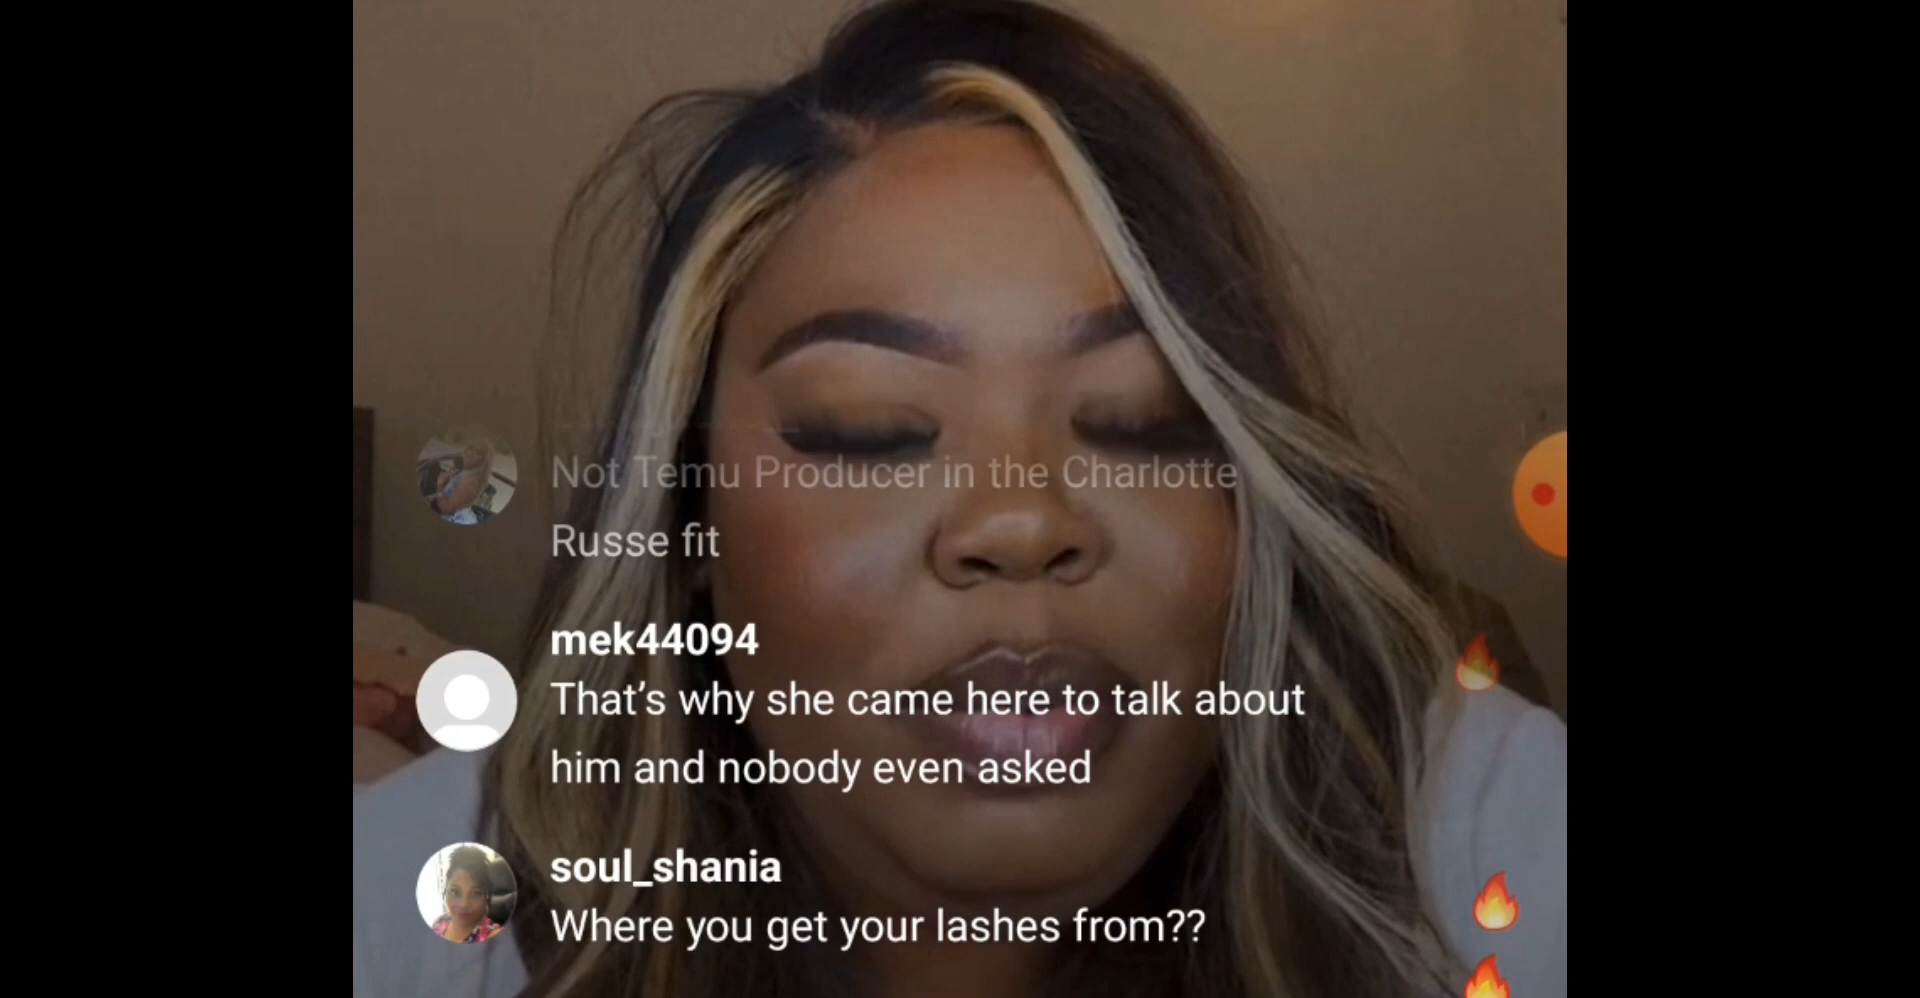 Not Temu Producer in the Charlotte
Russe fit
mek44094
That’s why she came here to talk about
him and nobody even asked
soul_shania
Where you get your lashes from??